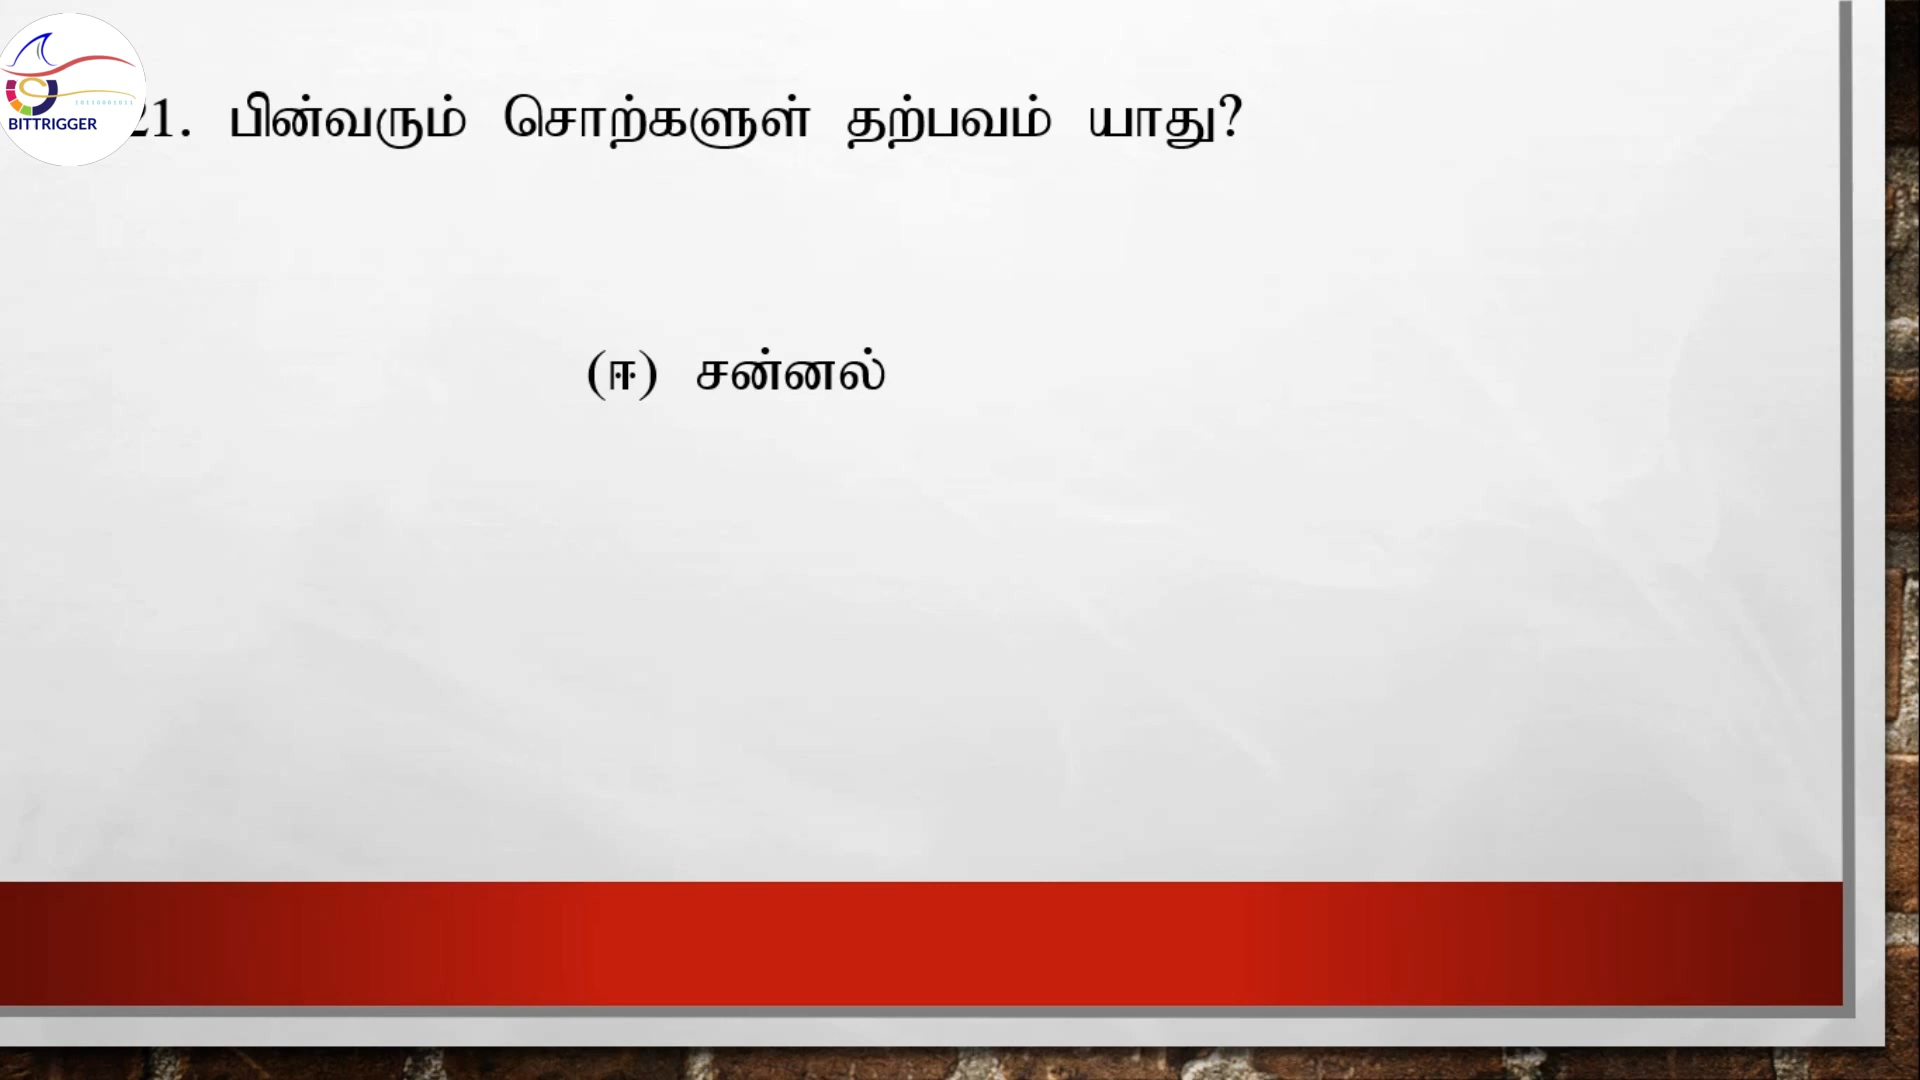 BITTRIGGER
21. பின்வரும் சொற்களுள் தற்பவம் யாது?
(ஈ) சன்னல்